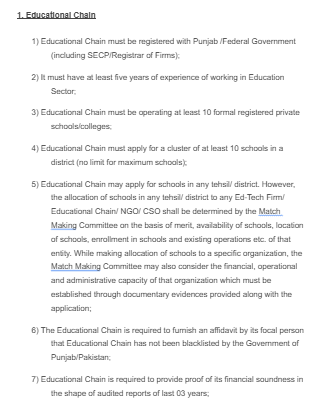 1. Educational Chain
1) Educational Chain must be registered with Punjab /Federal Government
(including SECP/Registrar of Firms);
2) It must have at least five years of experience of working in Education
Sector;
3) Educational Chain must be operating at least 10 formal registered private
schools/colleges;
4) Educational Chain must apply for a cluster of at least 10 schools in a
district (no limit for maximum schools);
5) Educational Chain may apply for schools in any tehsil/ district. However,
the allocation of schools in any tehsil/ district to any Ed-Tech Firm/
Educational Chain/ NGO/ CSO shall be determined by the Match
Making Committee on the basis of merit, availability of schools, location
of schools, enrollment in schools and existing operations etc. of that
entity. While making allocation of schools to a specific organization, the
Match Making Committee may also consider the financial, operational
and administrative capacity of that organization which must be
established through documentary evidences provided along with the
application;
6) The Educational Chain is required to furnish an affidavit by its focal person
that Educational Chain has not been blacklisted by the Government of
Punjab/Pakistan;
7) Educational Chain is required to provide proof of its financial soundness in
the shape of audited reports of last 03 years;